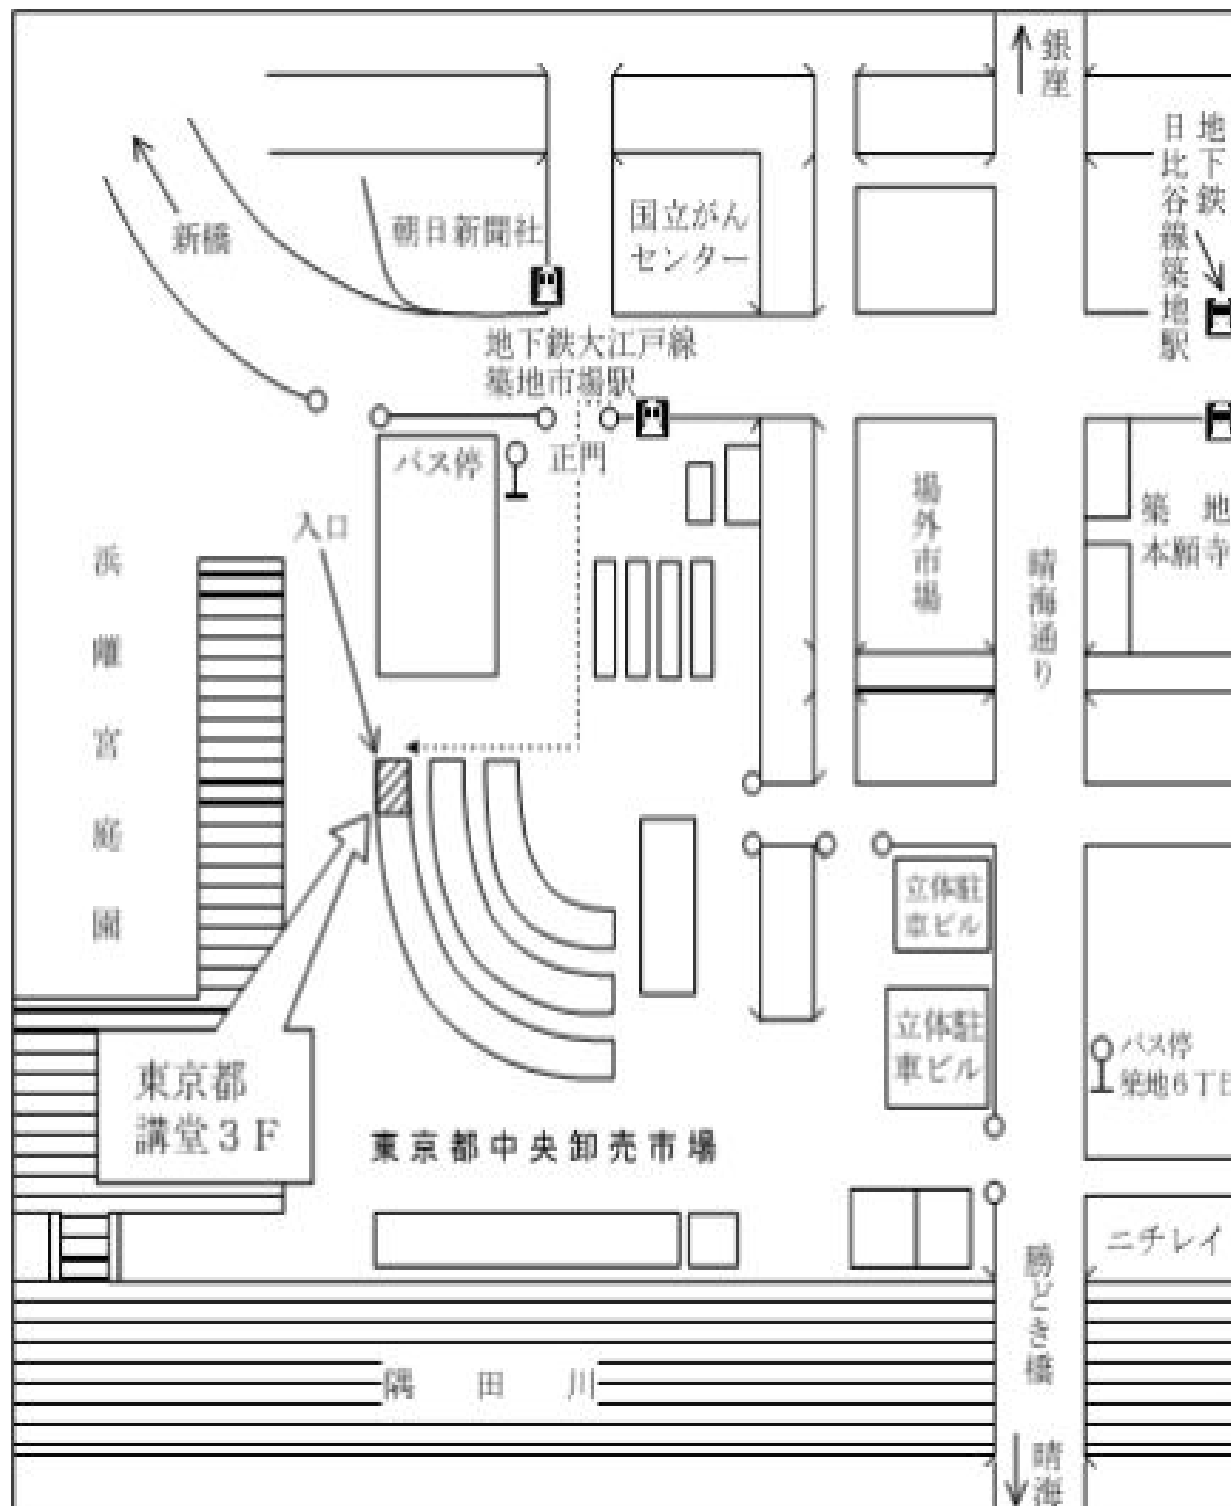 銀座
地下鉄
日比谷線築地駅
新橋
朝日新聞社
国立がん
センター
地下鉄大江戸線
築地市場駅
バス停
正門
入口
場外市場
晴海通り
築地
本願寺
浜離宮庭園
立体駐
車ビル
立体駐
車ビル
バス停
築地6丁目
東京都
講堂3F
東京都中央卸売市場
ニチレイ
勝どき橋
隅田川
晴海